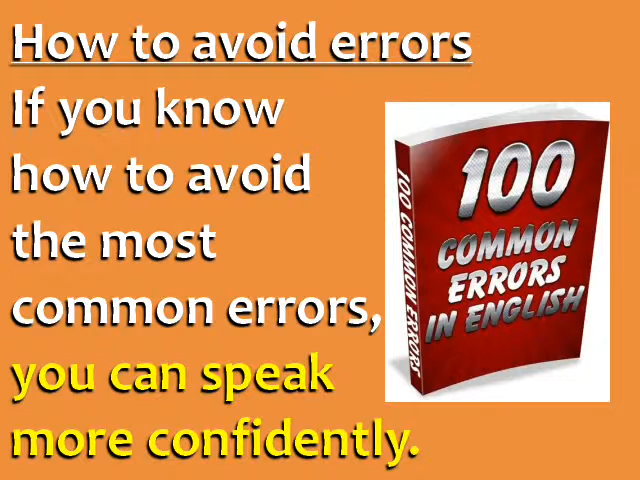 How to avoid errors
If you know
how to avoid
the most
common errors,
you can speak
more confidently.
100
COMMON
ERRORS
IN ENGLISH
100 COMMON ERRORS